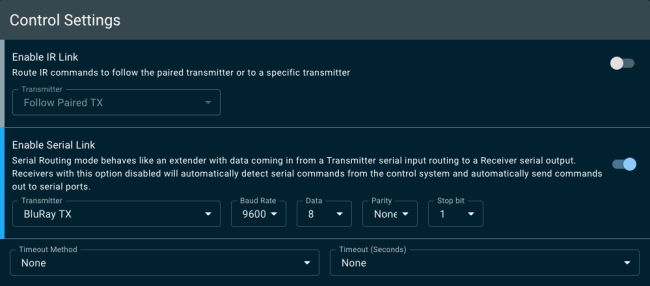 Control Settings
Enable IR Link
Route IR commands to follow the paired transmitter or to a specific transmitter
Transmitter
Follow Paired TX
Enable Serial Link
Serial Routing mode behaves like an extender with data coming in from a Transmitter serial input routing to a Receiver serial output.
Receivers with this option disabled will automatically detect serial commands from the control system and automatically send commands
out to serial ports.
Transmitter Baud Rate Data Parity Stop bit
BluRay TX 9600 8 None 1
Timeout Method Timeout (Seconds)
None None